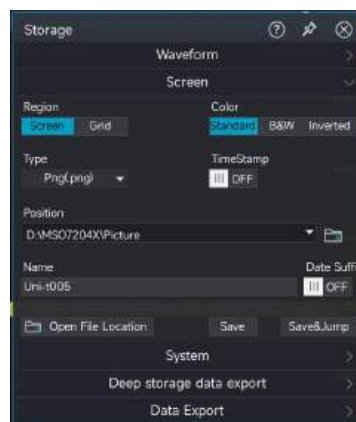 Storage
Waveform
Screen
Region Color
Screen Grid Standard B&W Inverted
Type TimeStamp
Png(.png) OFF
Position
D:\MSO7204X\Picture
Name Date Suffi
Uni-t005 OFF
Open File Location Save Save&Jump
System
Deep storage data export
Data Export